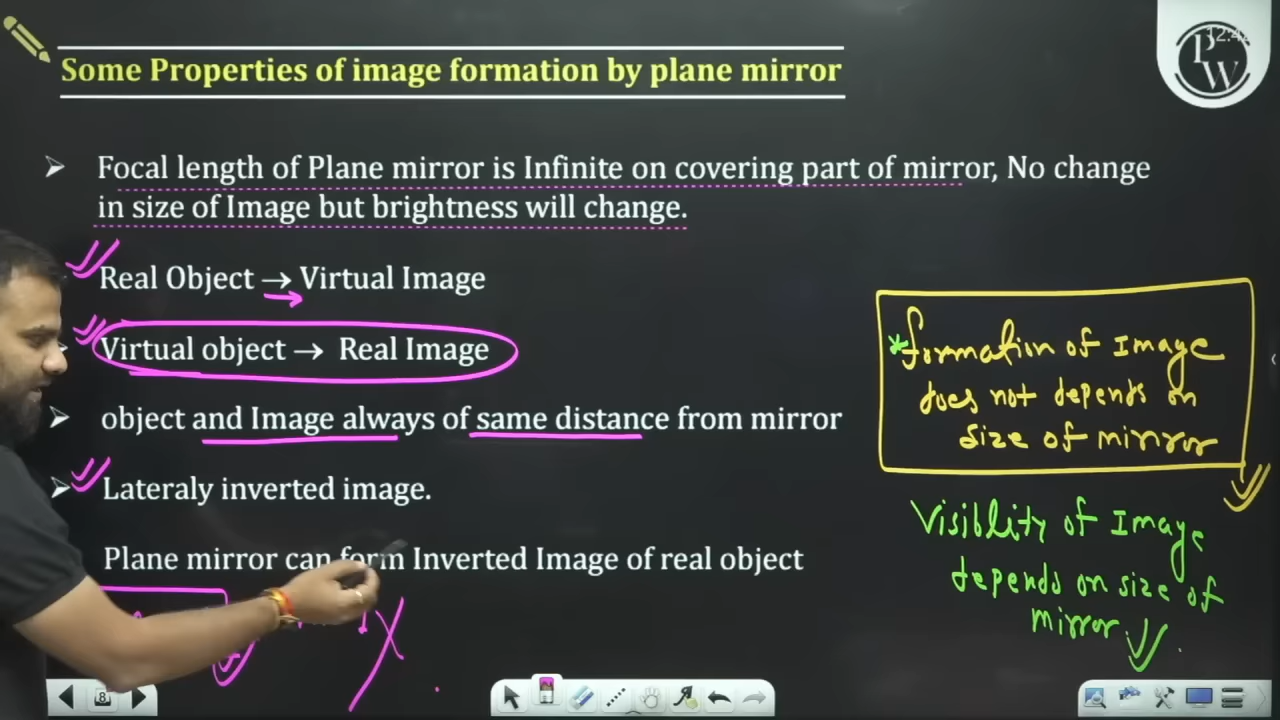 Some Properties of image formation by plane mirror
PW
Focal length of Plane mirror is Infinite on covering part of mirror, No change
in size of Image but brightness will change.
Real Object → Virtual Image
Virtual object → Real Image
object and Image always of same distance from mirror
Lateraly inverted image.
Plane mirror can form Inverted Image of real object
*Formation of Image
does not depends on
size of mirror
Visiblity of Image
depends on size of
mirror
8